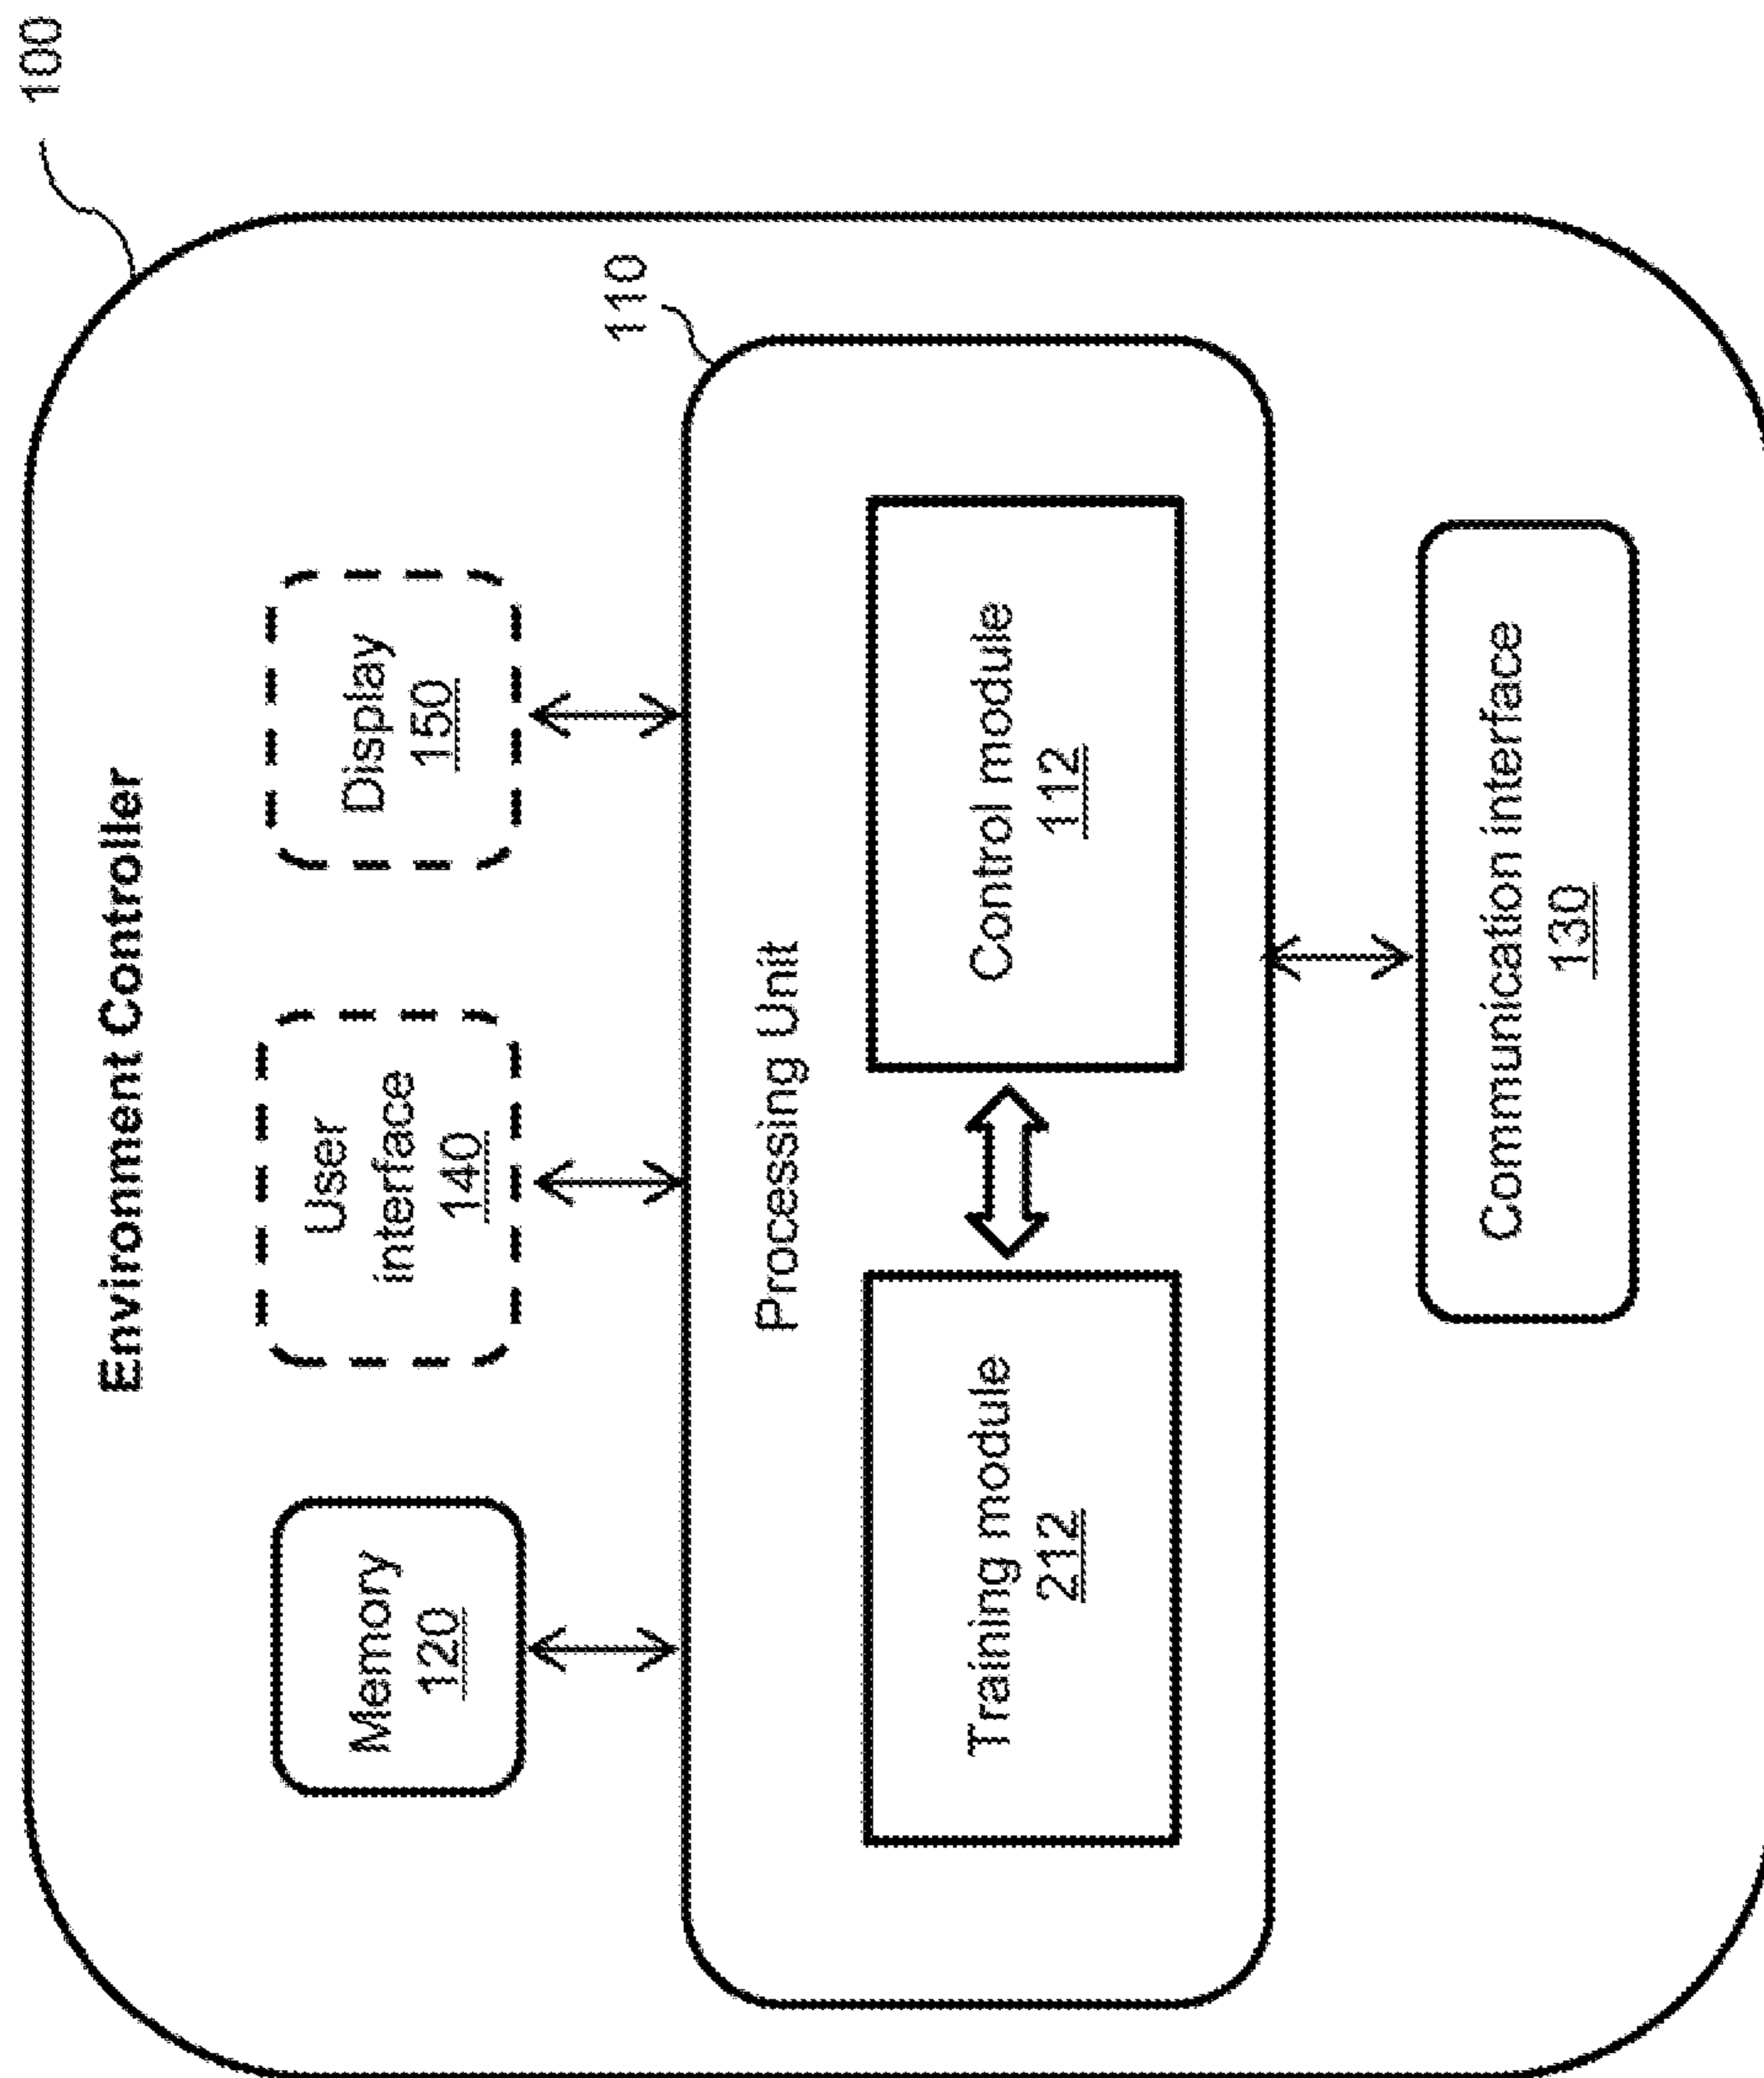 100
Environment Controller
Memory
120
User
interface
140
Display
150
110
Processing Unit
Training module
212
Control module
112
Communication interface
130